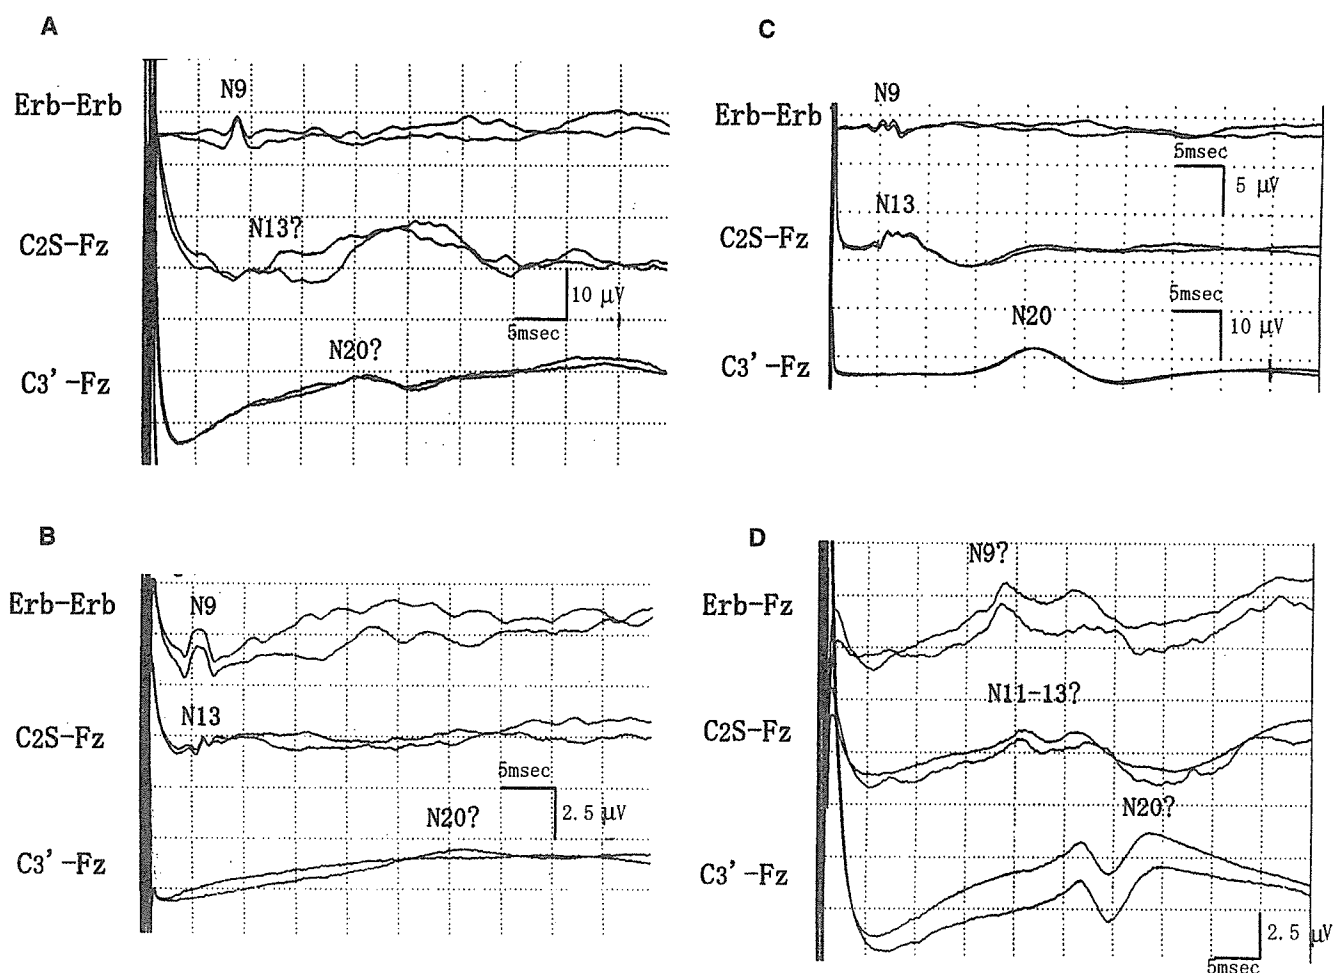 A
N9
Erb-Erb
N13?
C2S-Fz
10 μV
5msec
N20?
C3'-Fz
B
N9
Erb-Erb
N13
C2S-Fz
5msec
2.5 μV
N20?
C3'-Fz
C
N9
Erb-Erb
5msec
5 μV
N13
C2S-Fz
5msec
N20
10 μV
C3'-Fz
D
N9?
Erb-Fz
N11-13?
C2S-Fz
N20?
C3'-Fz
2.5 μV
5msec